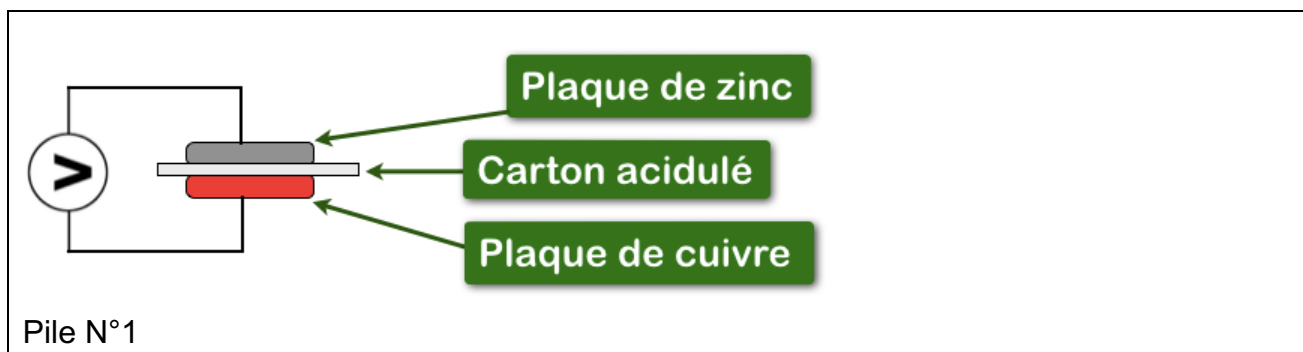 Plaque de zinc
V
Carton acidulé
Plaque de cuivre
Pile N°1